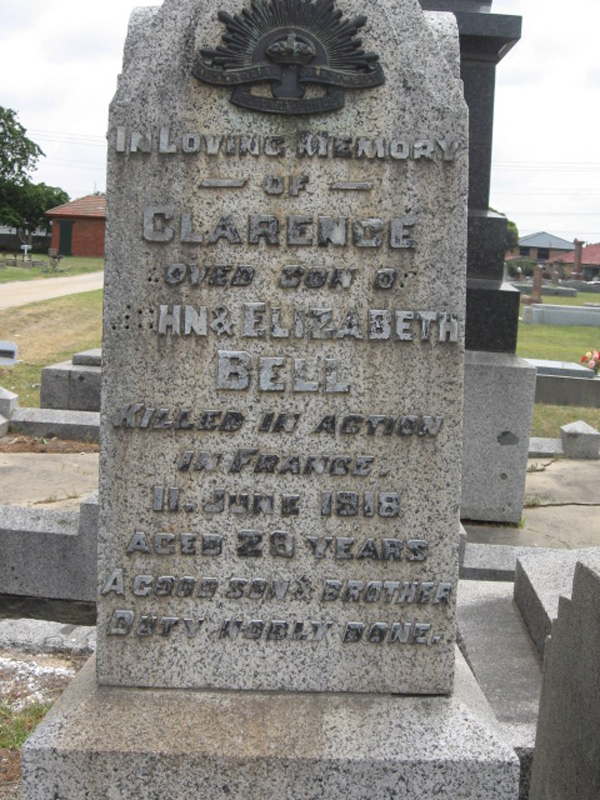 In Loving Memory
— of —
Clarence
oved son o
hn & Elizabeth
Bell
Killed in action
in France.
11. June 1918
Aged 29 years
A good son & brother
Duty nobly done.